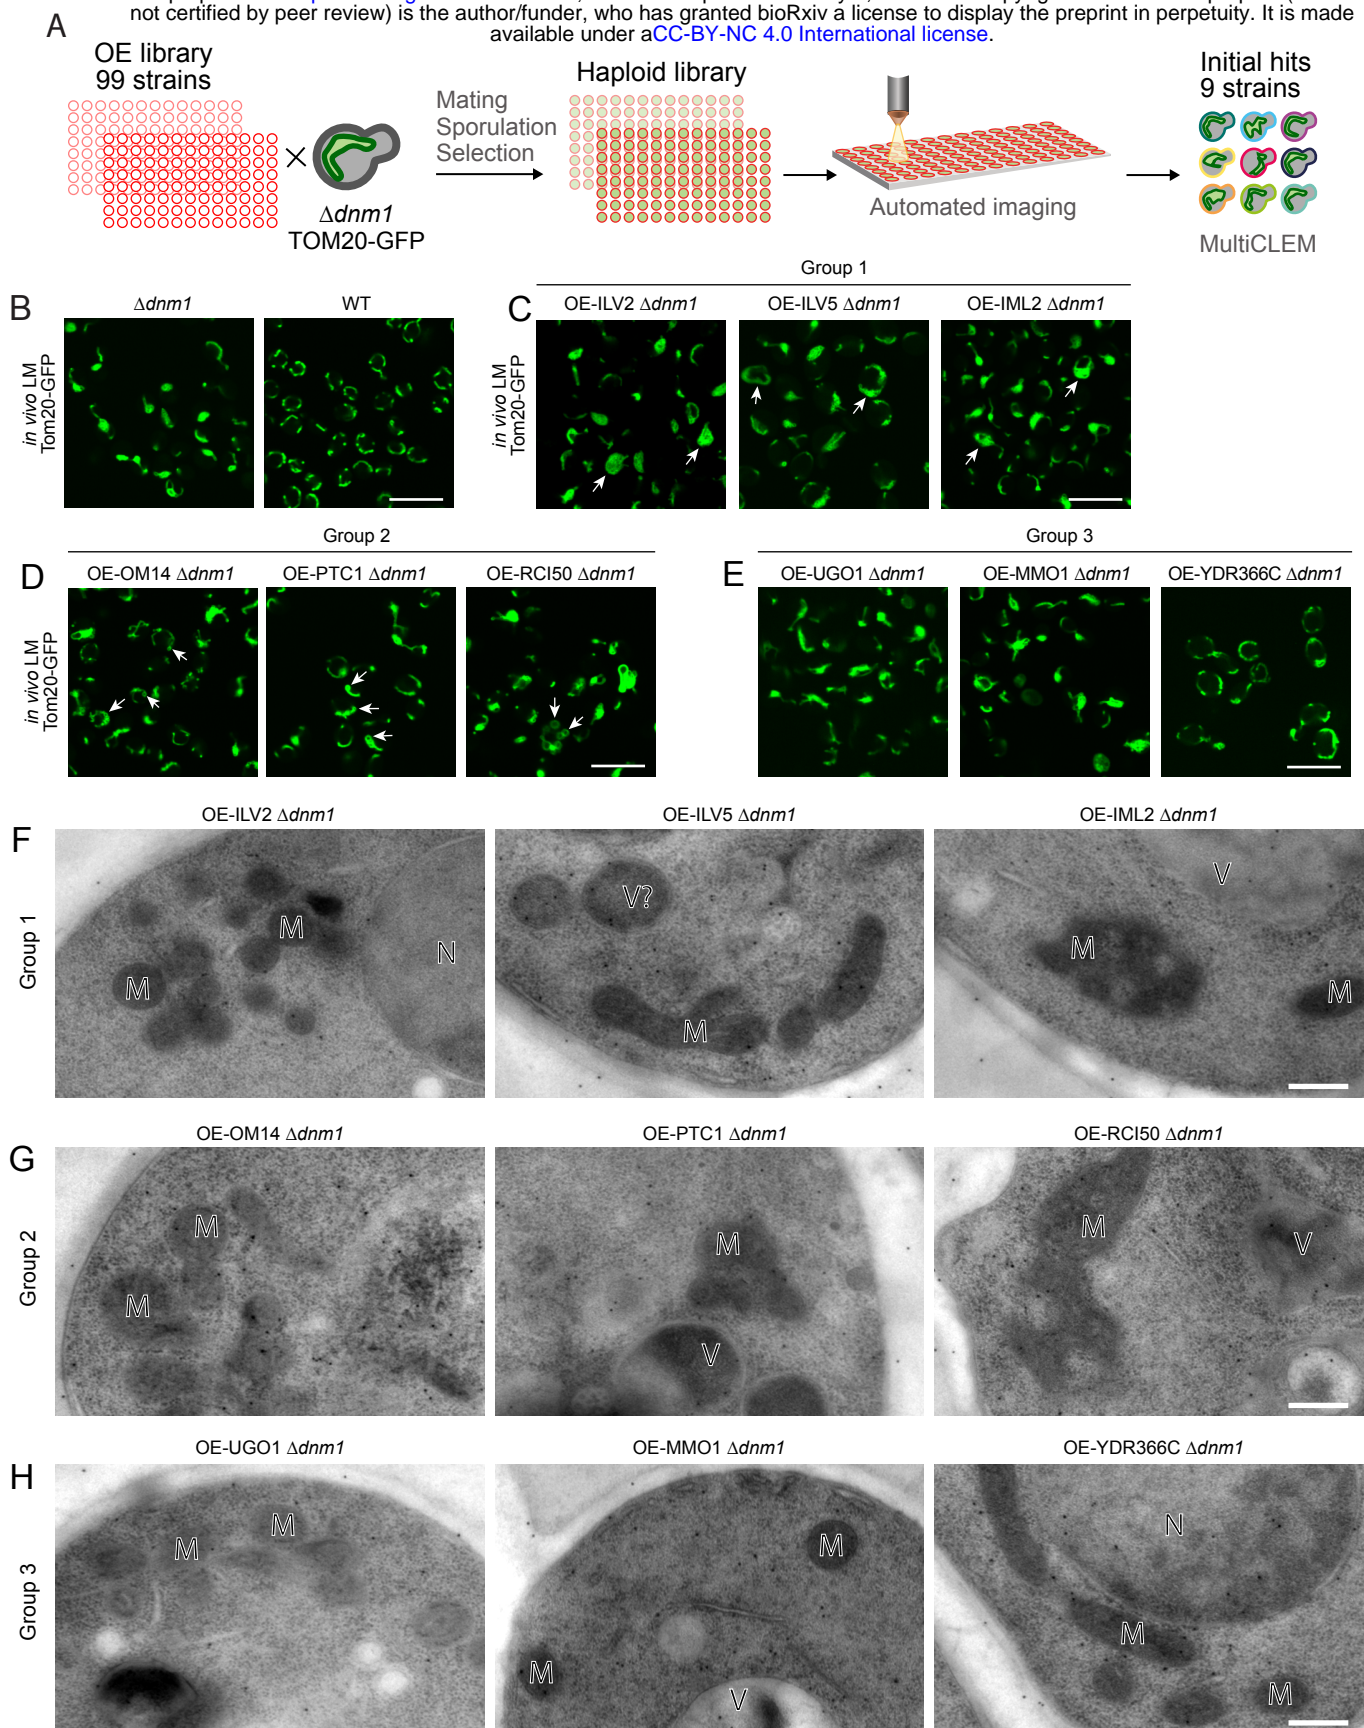 not certified by peer review) is the author/funder, who has granted bioRxiv a license to display the preprint in perpetuity. It is made
available under aCC-BY-NC 4.0 International license.
A
OE library
99 strains
×
Δdnm1
TOM20-GFP
Mating
Sporulation
Selection
Haploid library
Automated imaging
Initial hits
9 strains
MultiCLEM
B
Δdnm1
WT
in vivo LM
Tom20-GFP
Group 1
C
OE-ILV2 Δdnm1
OE-ILV5 Δdnm1
OE-IML2 Δdnm1
in vivo LM
Tom20-GFP
Group 2
D
OE-OM14 Δdnm1
OE-PTC1 Δdnm1
OE-RCI50 Δdnm1
in vivo LM
Tom20-GFP
Group 3
E
OE-UGO1 Δdnm1
OE-MMO1 Δdnm1
OE-YDR366C Δdnm1
F
Group 1
OE-ILV2 Δdnm1
M
M
N
OE-ILV5 Δdnm1
V?
M
OE-IML2 Δdnm1
V
M
M
G
Group 2
OE-OM14 Δdnm1
M
M
OE-PTC1 Δdnm1
M
V
OE-RCI50 Δdnm1
M
V
H
Group 3
OE-UGO1 Δdnm1
M
M
OE-MMO1 Δdnm1
M
M
V
OE-YDR366C Δdnm1
N
M
M